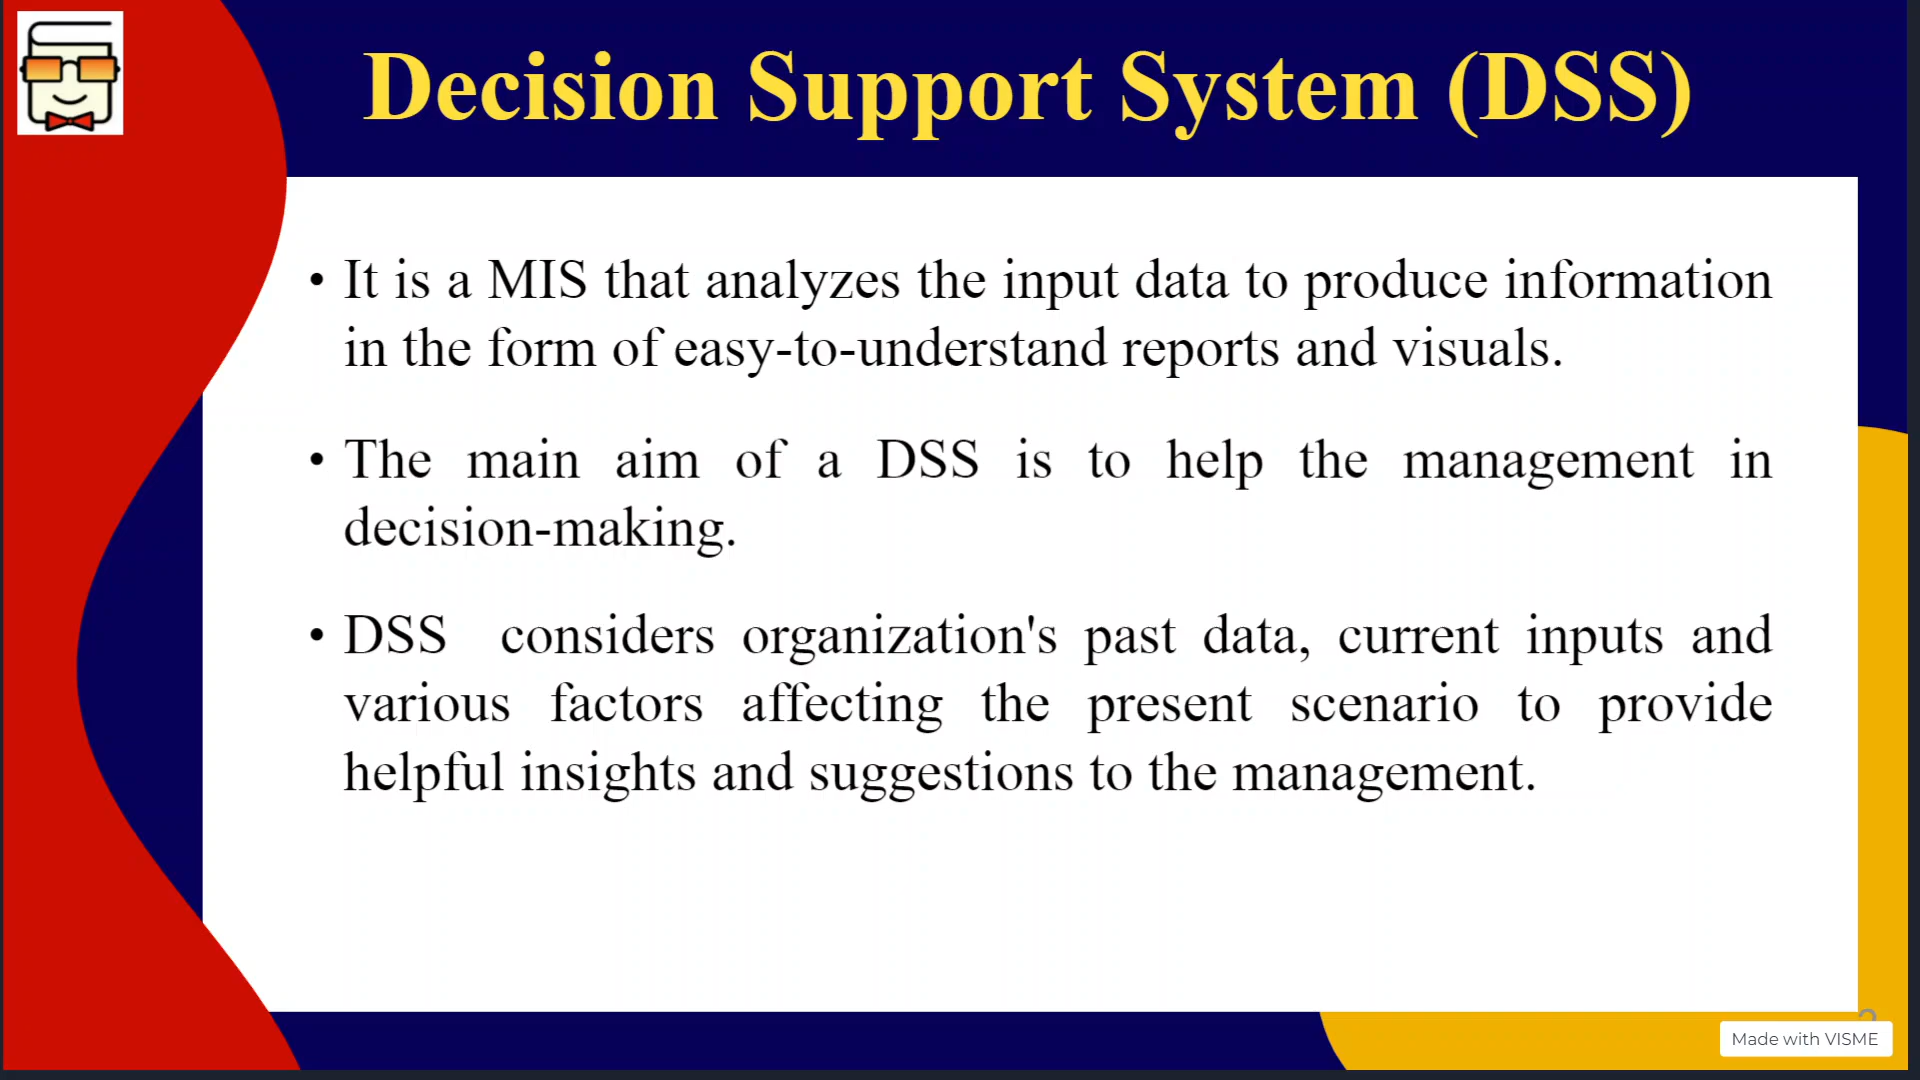 Decision Support System (DSS)
• It is a MIS that analyzes the input data to produce information
in the form of easy-to-understand reports and visuals.
• The main aim of a DSS is to help the management in
decision-making.
• DSS considers organization's past data, current inputs and
various factors affecting the present scenario to provide
helpful insights and suggestions to the management.
Made with VISME